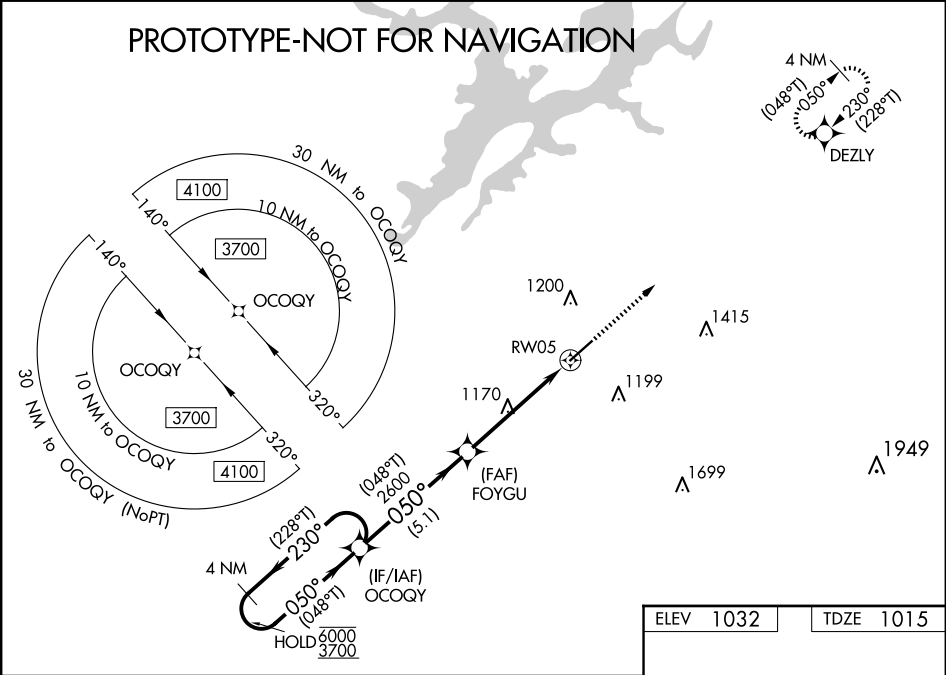 PROTOTYPE-NOT FOR NAVIGATION
4 NM
(048°T)
050°
230°
(228°T)
DEZLY
30 NM to OCOQY
4100
140°
10 NM to OCOQY
3700
OCOQY
320°
140°
OCOQY
10 NM to OCOQY
3700
320°
4100
30 NM to OCOQY (NoPT)
1200
1415
RW05
1199
1170
1949
1699
(FAF)
FOYGU
(048°T)
2600
050°
(5.1)
(228°T)
230°
4 NM
(IF/IAF)
OCOQY
050°
(048°T)
HOLD 6000
3700
ELEV 1032
TDZE 1015